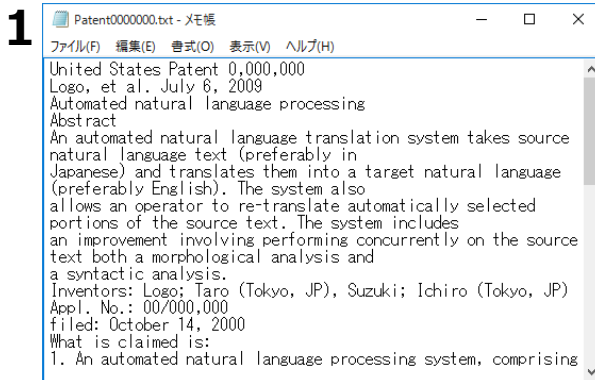 1
Patent0000000.txt - メモ帳
ファイル(F) 編集(E) 書式(O) 表示(V) ヘルプ(H)
United States Patent 0,000,000
Logo, et al. July 6, 2009
Automated natural language processing
Abstract
An automated natural language translation system takes source
natural language text (preferably in
Japanese) and translates them into a target natural language
(preferably English). The system also
allows an operator to re-translate automatically selected
portions of the source text. The system includes
an improvement involving performing concurrently on the source
text both a morphological analysis and
a syntactic analysis.
Inventors: Logo; Taro (Tokyo, JP), Suzuki; Ichiro (Tokyo, JP)
Appl. No.: 00/000,000
filed: October 14, 2000
What is claimed is:
1. An automated natural language processing system, comprising